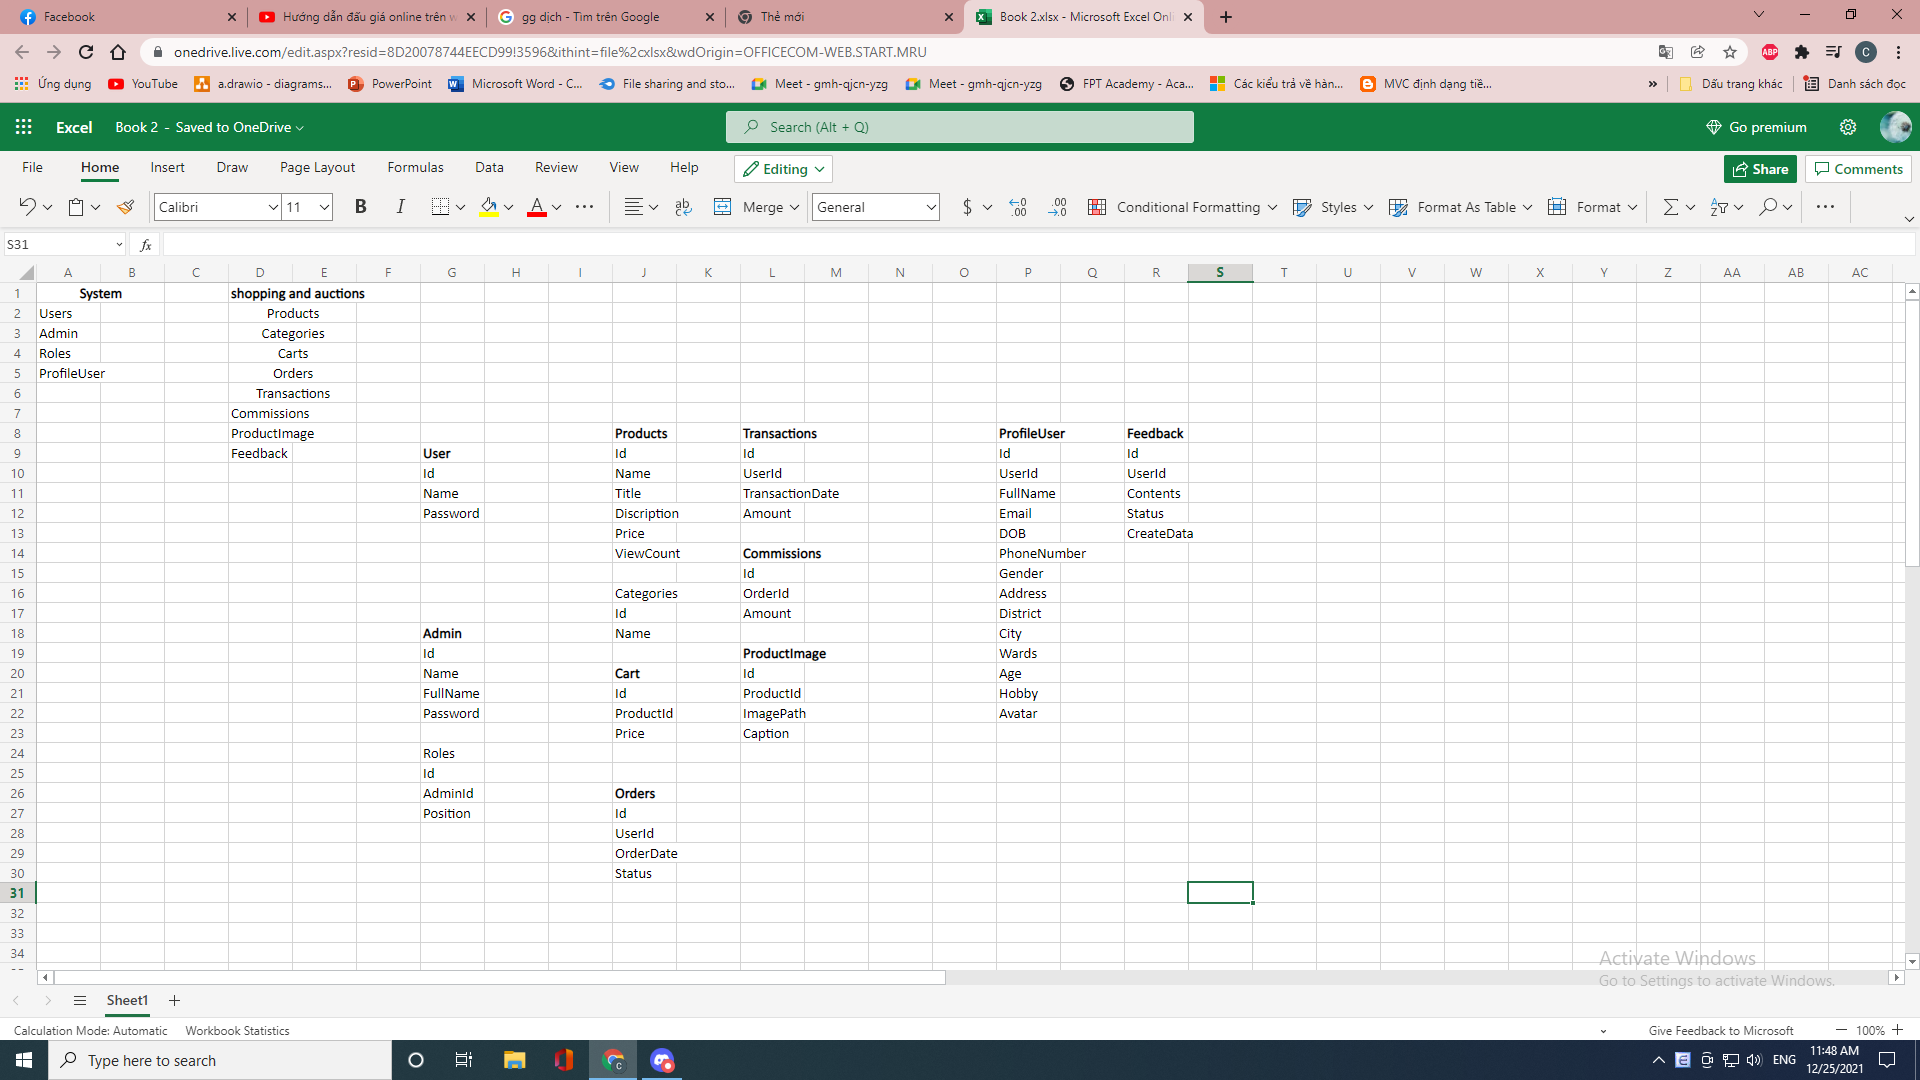 Facebook
Hướng dẫn đấu giá online trên w
gg dịch - Tìm trên Google
Thẻ mới
Book 2.xlsx - Microsoft Excel Onli
onedrive.live.com/edit.aspx?resid=8D20078744EECD99!3596&ithint=file%2cxlsx&wdOrigin=OFFICECOM-WEB.START.MRU
ABP
C
Ứng dụng
YouTube
a.drawio - diagrams...
PowerPoint
Microsoft Word - C...
File sharing and sto...
Meet - gmh-qjcn-yzg
Meet - gmh-qjcn-yzg
FPT Academy - Aca...
Các kiểu trả về hàn...
MVC định dạng tiề...
»
Dấu trang khác
Danh sách đọc
Excel
Book 2 - Saved to OneDrive
Search (Alt + Q)
Go premium
File Home Insert Draw Page Layout Formulas Data Review View Help
Editing
Share
Comments
Calibri
11
B I
A
ab
Merge
General
$
Conditional Formatting
Styles
Format As Table
Format
S31
fx
A B C D E F G H I J K L M N O P Q R S T U V W X Y Z AA AB AC
1 System shopping and auctions
2 Users Products
3 Admin Categories
4 Roles Carts
5 ProfileUser Orders
6 Transactions
7 Commissions
8 ProductImage Products Transactions ProfileUser Feedback
9 Feedback User Id Id Id Id
10 Id Name UserId UserId UserId
11 Name Title TransactionDate FullName Contents
12 Password Discription Amount Email Status
13 Price DOB CreateData
14 ViewCount Commissions PhoneNumber
15 Id Gender
16 Categories OrderId Address
17 Id Amount District
18 Admin Name City
19 Id ProductImage Wards
20 Name Cart Id Age
21 FullName Id ProductId Hobby
22 Password ProductId ImagePath Avatar
23 Price Caption
24 Roles
25 Id
26 AdminId Orders
27 Position Id
28 UserId
29 OrderDate
30 Status
31
32
33
34
Activate Windows
Go to Settings to activate Windows.
Sheet1
Calculation Mode: Automatic Workbook Statistics
Give Feedback to Microsoft
100%
Type here to search
ENG
11:48 AM
12/25/2021